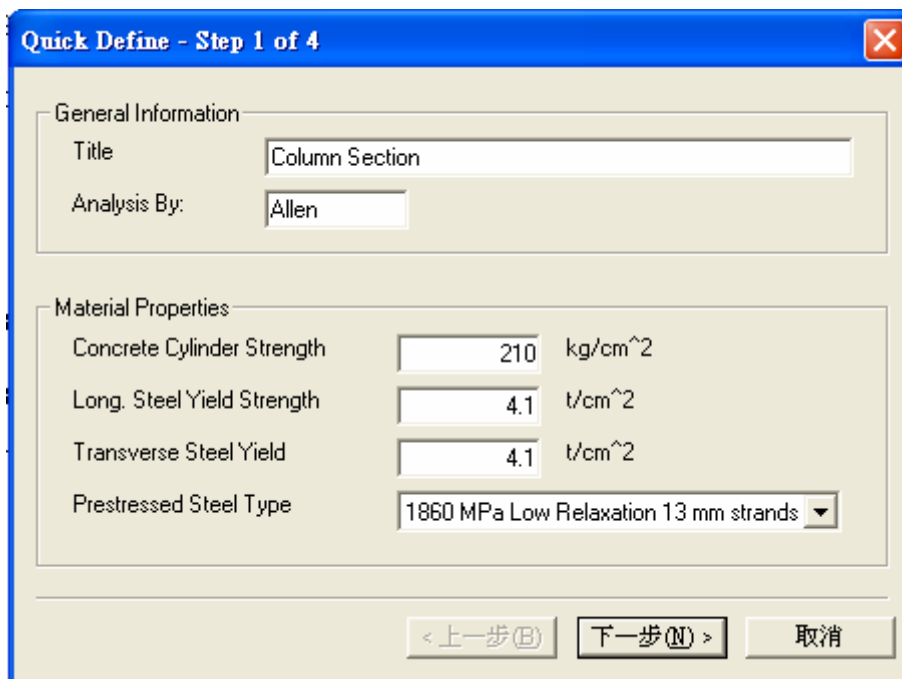 Quick Define - Step 1 of 4
General Information
Title
Column Section
Analysis By:
Allen
Material Properties
Concrete Cylinder Strength 210 kg/cm^2
Long. Steel Yield Strength 4.1 t/cm^2
Transverse Steel Yield 4.1 t/cm^2
Prestressed Steel Type 1860 MPa Low Relaxation 13 mm strands
< 上一步(B) 下一步(N) > 取消